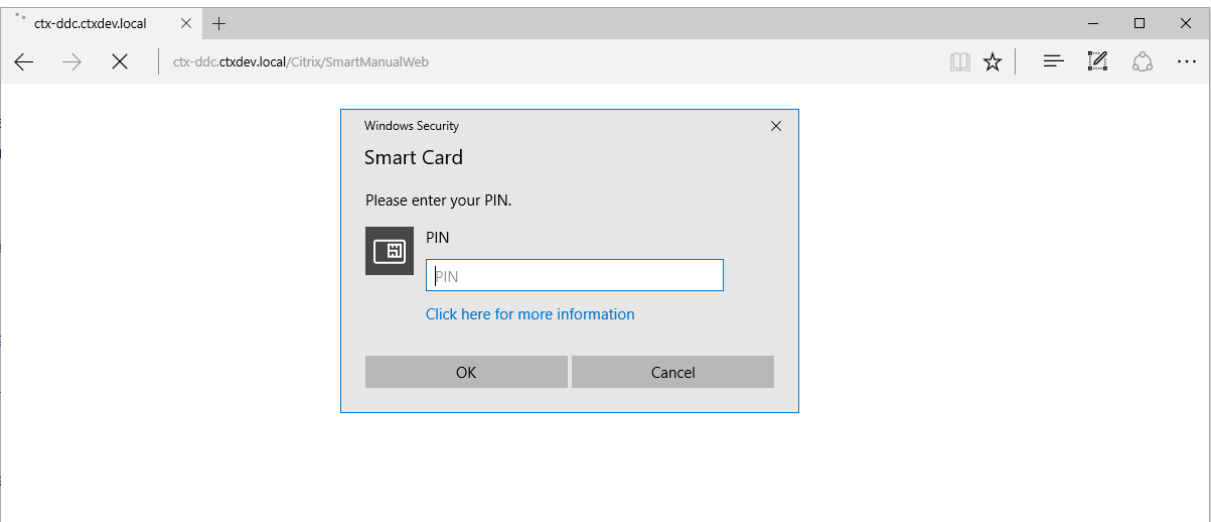 ctx-ddc.ctxdev.local
ctx-ddc.ctxdev.local/Citrix/SmartManualWeb
Windows Security
Smart Card
Please enter your PIN.
PIN
PIN
Click here for more information
OK Cancel